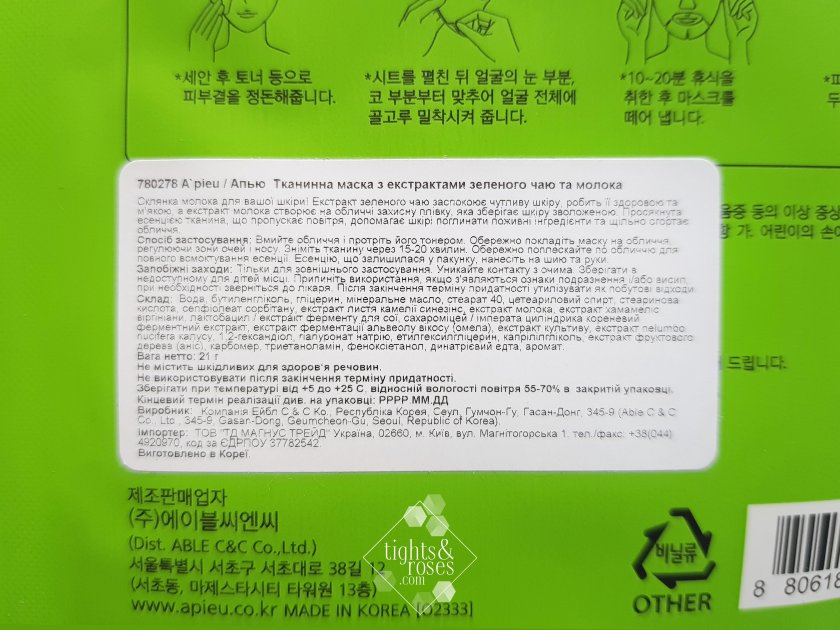 *세안 후 토너 등으로
피부결을 정돈해줍니다.
*시트를 펼친 뒤 얼굴의 눈 부분,
코 부분부터 맞추어 얼굴 전체에
골고루 밀착시켜 줍니다.
*10~20분 휴식을
취한 후 마스크를
떼어 냅니다.
780278 A`pieu / Апью Тканинна маска з екстрактами зеленого чаю та молока
Склянка молока для вашої шкіри! Екстракт зеленого чаю заспокоює чутливу шкіру, робить її здоровою та
м'якою, а екстракт молока створює на обличчі захисну плівку, яка зберігає шкіру зволоженою. Просякнута
есенцією тканина, що пропускає повітря, допомагає шкірі поглинати поживні інгредієнти та щільно огортає
обличчя.
Спосіб застосування: Вмийте обличчя і протріть його тонером. Обережно покладіть маску на обличчя,
регулюючи зони очей і носу. Зніміть тканину через 15-20 хвилин. Обережно поплескайте по обличчю для
повного всмоктування есенції. Есенцію, що залишилася у пакунку, нанесіть на шию та руки.
Запобіжні заходи: Тільки для зовнішнього застосування. Уникайте контакту з очима. Зберігати в
недоступному для дітей місці. Припиніть використання, якщо з'являються ознаки подразнення і/або висип,
при необхідності зверніться до лікаря. Після закінчення терміну придатності утилізувати як побутові відходи.
Склад: Вода, бутиленгліколь, гліцерин, мінеральне масло, стеарат 40, цетеариловий спирт, стеаринова
кислота, сефіолеат сорбітану, екстракт листя камелії синезіс, екстракт молока, екстракт хамамеліс
віргініани, лактобацил / екстракт ферменту для сої, сахароміцей / імперата циліндрика кореневий
ферментний екстракт, екстракт ферментації альвеолу вікосу (омела), екстракт культиву, екстракт nelumbo
nucifera калусу, 1,2-гександіол, гіалуронат натрію, етилгексилгліцерин, каприлілгліколь, екстракт фруктового
дерева (аніс), карбомер, триетаноламін, феноксіетанол, динатрієвий едта, аромат.
Вага нетто: 21 г
Не містить шкідливих для здоров'я речовин.
Не використовувати після закінчення терміну придатності.
Зберігати при температурі від +5 до +25 С, відносній вологості повітря 55-70% в закритій упаковці.
Кінцевий термін реалізації див. на упаковці: РРРР.ММ.ДД
Виробник: Компанія Ейбл С & С Ко., Республіка Корея, Сеул, Гумчон-Гу, Гасан-Донг, 345-9 (Able C & C
Co., Ltd., 345-9, Gasan-Dong, Geumcheon-Gu, Seoul, Republic of Korea).
Імпортер: ТОВ "ТД МАГНУС ТРЕЙД" Україна, 02660, м. Київ, вул. Магнітогорська 1. тел./факс: +38(044)
4920970, код за ЄДРПОУ 37782542.
Виготовлено в Кореї.
등의 이상 증상
어린이의 손에
드립니다.
제조판매업자
(주)에이블씨엔씨
(Dist. ABLE C&C Co.,Ltd.)
서울특별시 서초구 서초대로 38길 12
(서초동, 마제스타시티 타워원 13층)
www.apieu.co.kr MADE IN KOREA [O2333]
tights&
roses
.com
비닐류
OTHER
8 80618